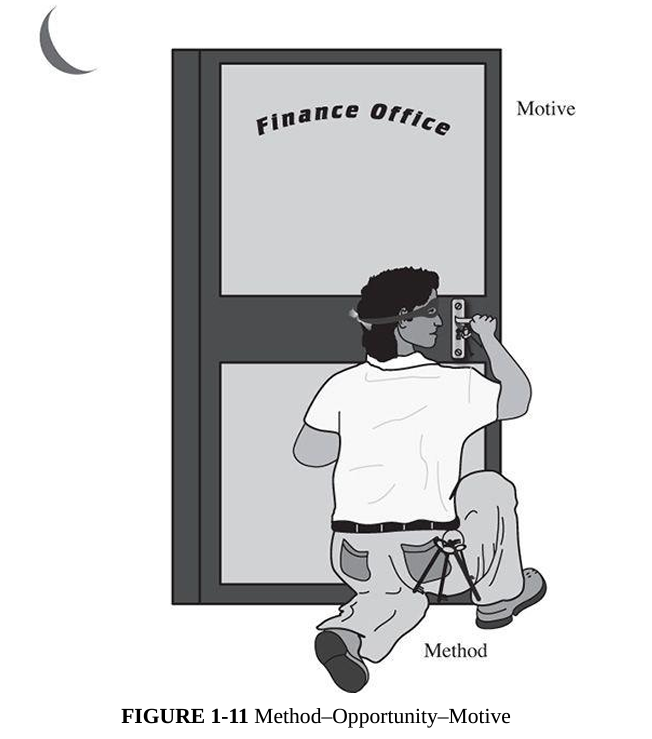 Finance Office
Motive
Method
FIGURE 1-11 Method–Opportunity–Motive